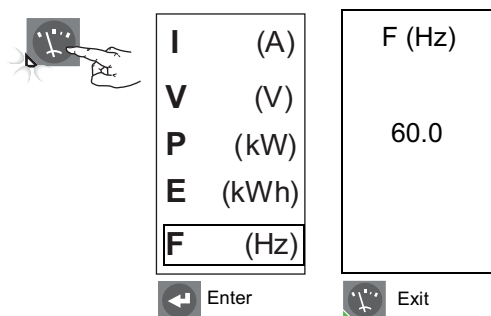 I (A)
V (V)
P (kW)
E (kWh)
F (Hz)
Enter
F (Hz)
60.0
Exit